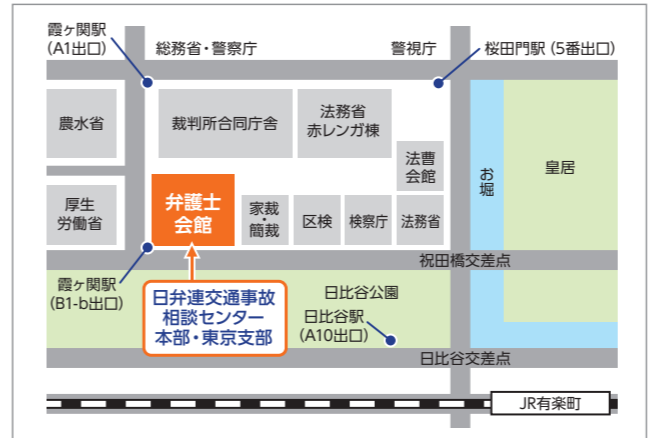 霞ヶ関駅
(A1出口)
総務省・警察庁
警視庁
桜田門駅(5番出口)
農水省
裁判所合同庁舎
法務省
赤レンガ棟
法曹
会館
お堀
皇居
厚生
労働省
弁護士
会館
家裁
・
簡裁
区検
検察庁
法務省
祝田橋交差点
霞ヶ関駅
(B1-b出口)
日弁連交通事故
相談センター
本部・東京支部
日比谷公園
日比谷駅
(A10出口)
日比谷交差点
JR有楽町